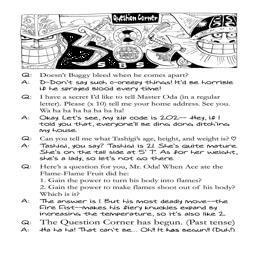 Question Corner
S B S
Q: Doesn't Buggy bleed when he comes apart?
A: D-Don't say such c-creepy things! It'd be horrible
if he sprayed blood every time!
Q: I have a secret I'd like to tell Master Oda (in a regular
letter). Please (x 10) tell me your home address. See you.
Wa ha ha ha ha ha ha ha!
A: Okay. Let's see, my zip code is 202-- Hey, if I
told you that, everyone'll be ding dong ditch'ing
my house.
Q: Can you tell me what Tashigi's age, height, and weight is? ♡
A: Tashigi, you say? Tashigi is 21. She's quite mature.
She's on the tall side at 5' 7". As for her weight,
she's a lady, so let's not go there.
Q: Here's a question for you, Mr. Oda! When Ace ate the
Flame-Flame Fruit did he:
1. Gain the power to turn his body into flames?
2. Gain the power to make flames shoot out of his body?
Which is it?
A: The answer is 1. But his most deadly move--the
Fire Fist--makes his fiery knuckles expand by
increasing the temperature, so it's also like 2.
Q: The Question Corner has begun. (Past tense)
A: Ha ha ha! That can't be... Oh! It has begun!! (Duh!)